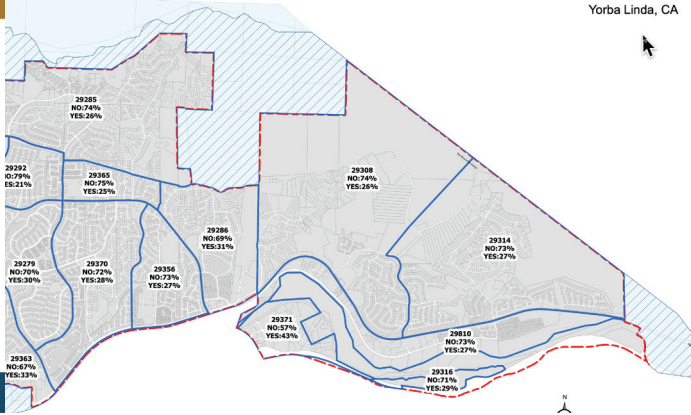 Yorba Linda, CA
29285
NO:74%
YES:26%
29292
NO:79%
YES:21%
29365
NO:75%
YES:25%
29308
NO:74%
YES:26%
29286
NO:69%
YES:31%
29314
NO:73%
YES:27%
29279
NO:70%
YES:30%
29370
NO:72%
YES:28%
29356
NO:73%
YES:27%
29371
NO:57%
YES:43%
29810
NO:73%
YES:27%
29363
NO:67%
YES:33%
29316
NO:71%
YES:29%
N